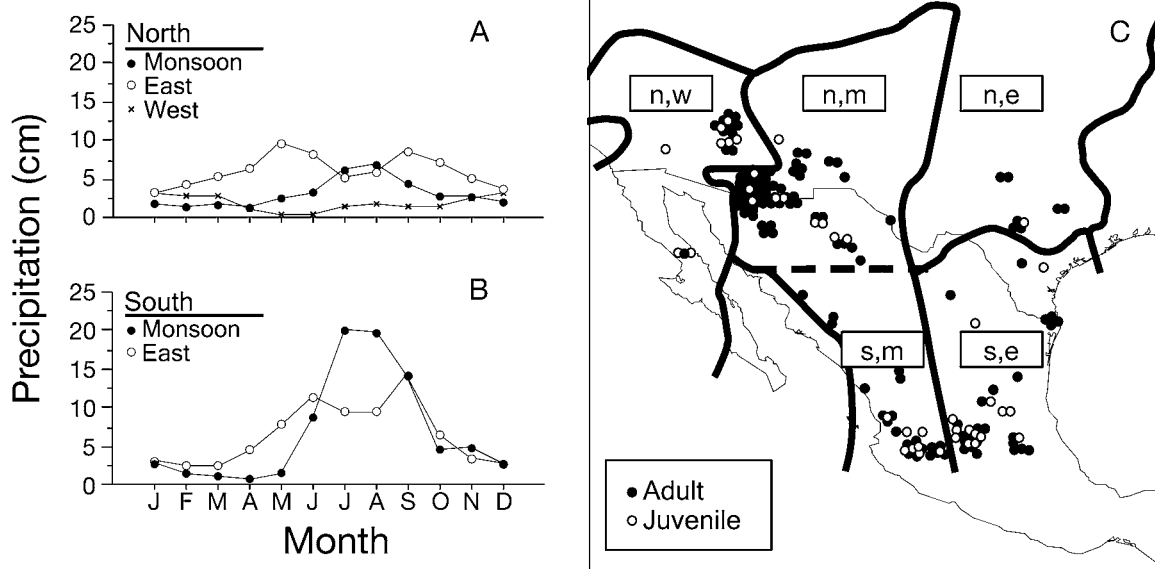 A
North
Monsoon
East
West
25
20
15
10
5
0
Precipitation (cm)
B
South
Monsoon
East
25
20
15
10
5
0
J F M A M J J A S O N D
Month
C
n,w
n,m
n,e
s,m
s,e
Adult
Juvenile